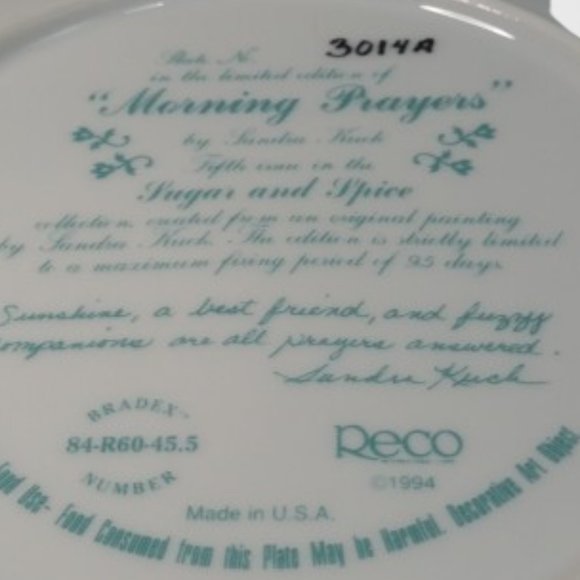 Plate No. 3014A
in the limited edition of
"Morning Prayers"
by Sandra Kuck
Fifth issue in the
Sugar and Spice
collection, created from an original painting
by Sandra Kuck. The edition is strictly limited
to a maximum firing period of 95 days.
Sunshine, a best friend, and fuzzy
companions are all prayers answered.
Sandra Kuck
BRADEX
84-R60-45.5
NUMBER
Reco
©1994
Made in U.S.A.
Food Use- Food Consumed from this Plate May be Harmful. Decorative Art Object.